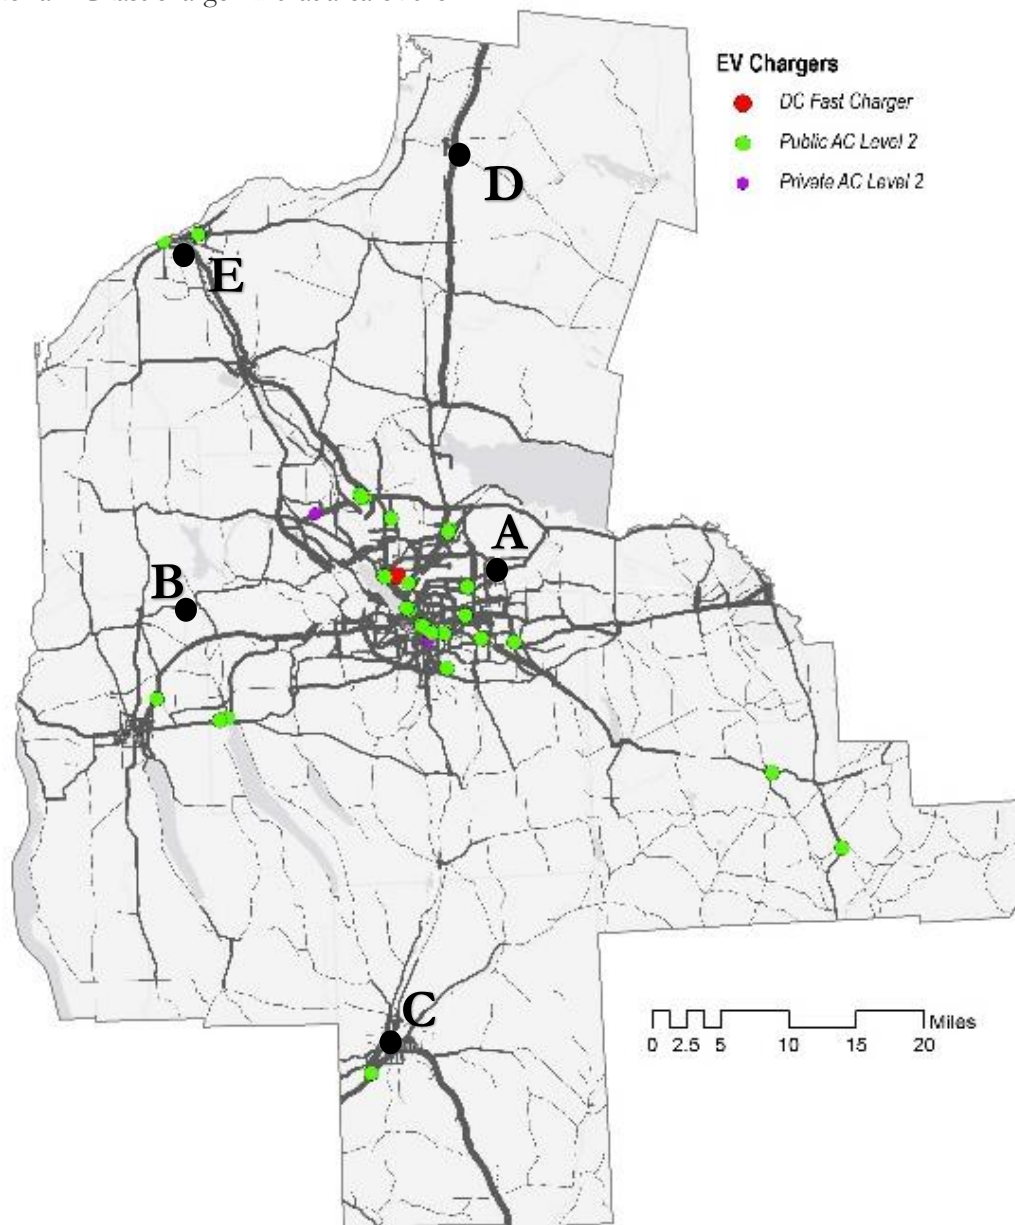 EV Chargers
DC Fast Charger
Public AC Level 2
Private AC Level 2
D
E
A
B
C
Miles
0 2.5 5 10 15 20